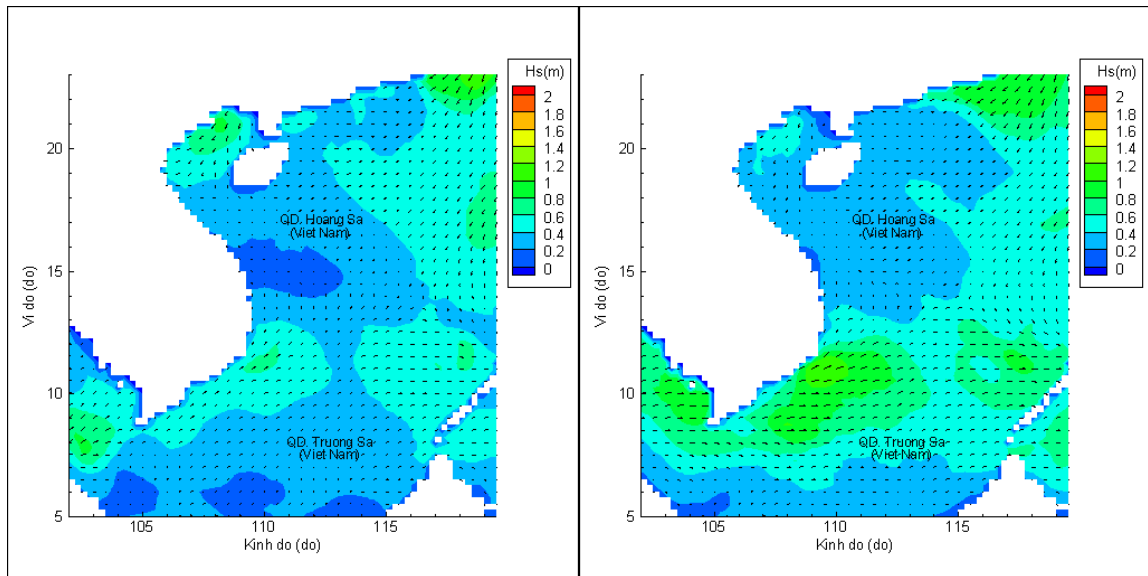 Hs(m)
2
1.8
1.6
1.4
1.2
1
0.8
0.6
0.4
0.2
0
20
15
10
5
Vi do (do)
QD. Hoang Sa
(Viet Nam)
QD. Truong Sa
(Viet Nam)
105
110
115
Kinh do (do)
Hs(m)
2
1.8
1.6
1.4
1.2
1
0.8
0.6
0.4
0.2
0
20
15
10
5
Vi do (do)
QD. Hoang Sa
(Viet Nam)
QD. Truong Sa
(Viet Nam)
105
110
115
Kinh do (do)